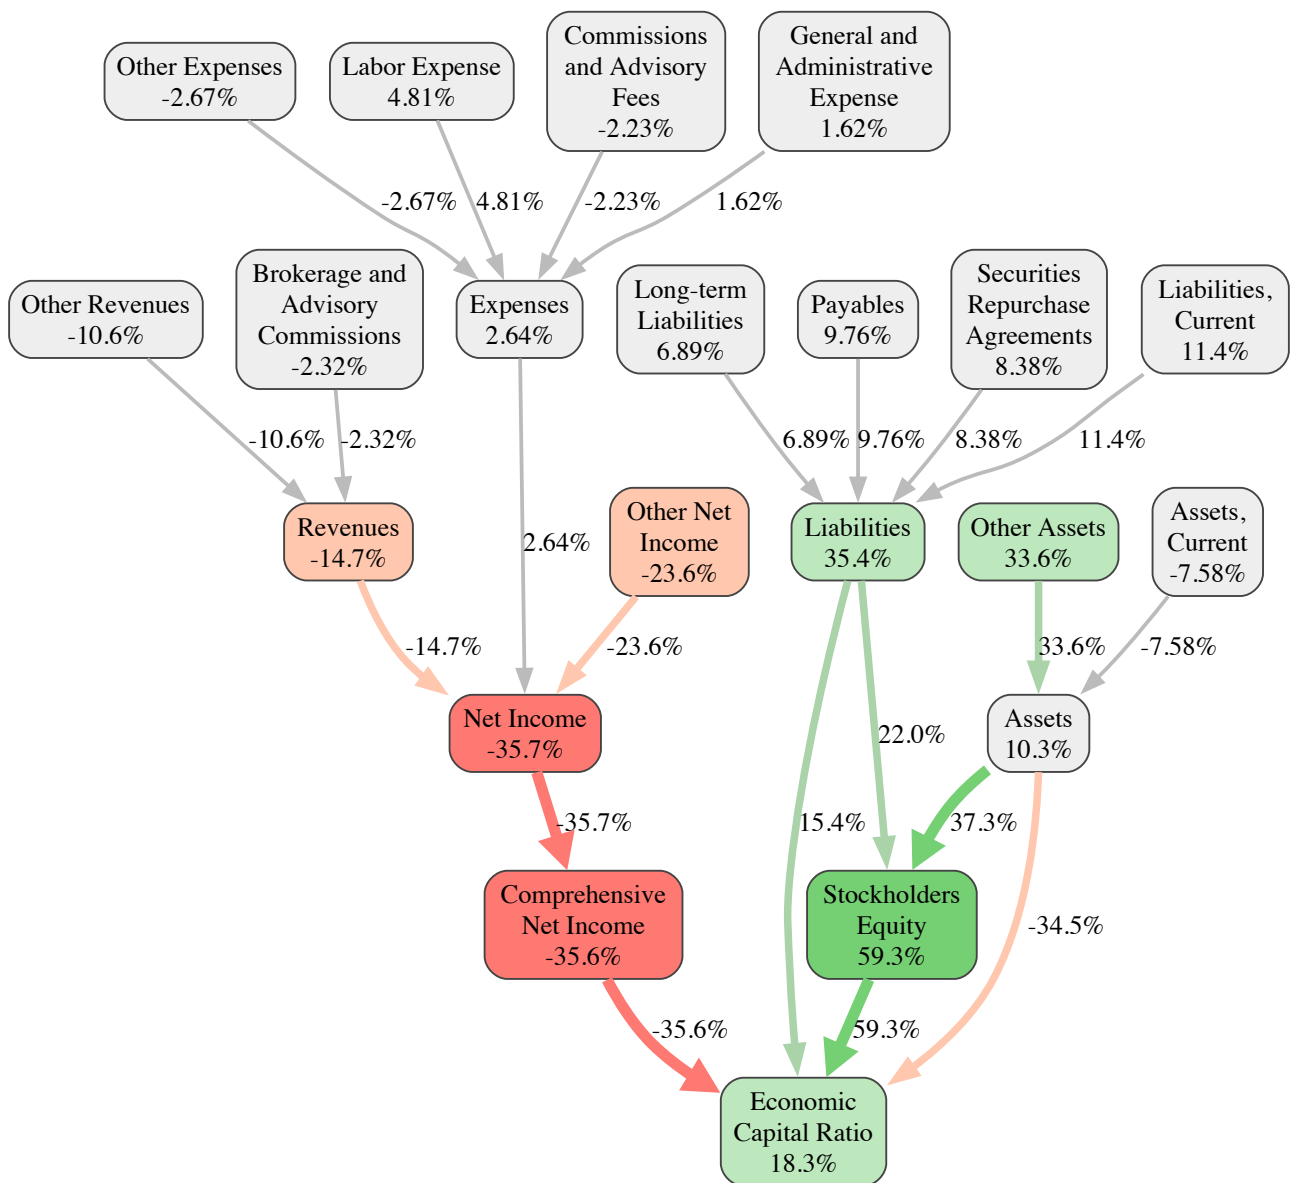 Other Expenses
-2.67%
Labor Expense
4.81%
Commissions
and Advisory
Fees
-2.23%
General and
Administrative
Expense
1.62%
-2.67%
4.81%
-2.23%
1.62%
Other Revenues
-10.6%
Brokerage and
Advisory
Commissions
-2.32%
Expenses
2.64%
Long-term
Liabilities
6.89%
Payables
9.76%
Securities
Repurchase
Agreements
8.38%
Liabilities,
Current
11.4%
-10.6%
-2.32%
6.89%
9.76%
8.38%
11.4%
Revenues
-14.7%
2.64%
Other Net
Income
-23.6%
Liabilities
35.4%
Other Assets
33.6%
Assets,
Current
-7.58%
-14.7%
-23.6%
33.6%
-7.58%
Net Income
-35.7%
22.0%
Assets
10.3%
-35.7%
15.4%
37.3%
Comprehensive
Net Income
-35.6%
Stockholders
Equity
59.3%
-34.5%
-35.6%
59.3%
Economic
Capital Ratio
18.3%